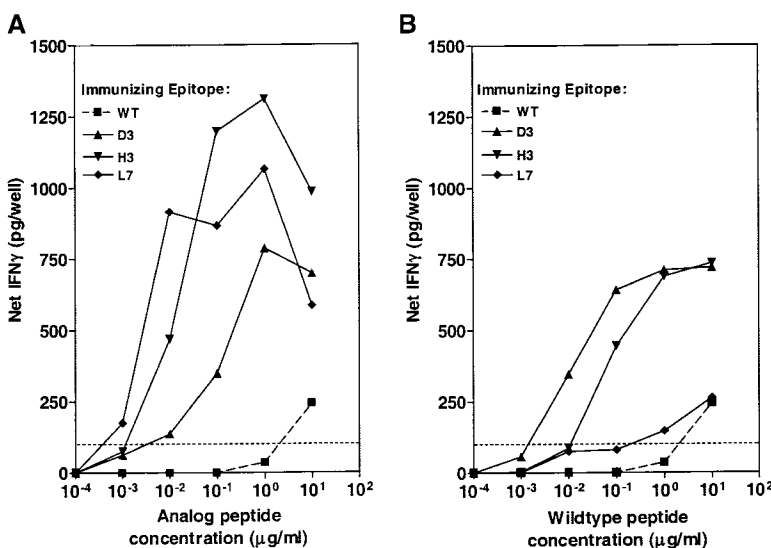 A
1500
1250
1000
750
500
250
0
Net IFNγ (pg/well)
Immunizing Epitope:
WT
D3
H3
L7
10⁻⁴ 10⁻³ 10⁻² 10⁻¹ 10⁰ 10¹ 10²
Analog peptide
concentration (μg/ml)
B
1500
1250
1000
750
500
250
0
Net IFNγ (pg/well)
Immunizing Epitope:
WT
D3
H3
L7
10⁻⁴ 10⁻³ 10⁻² 10⁻¹ 10⁰ 10¹ 10²
Wildtype peptide
concentration (μg/ml)